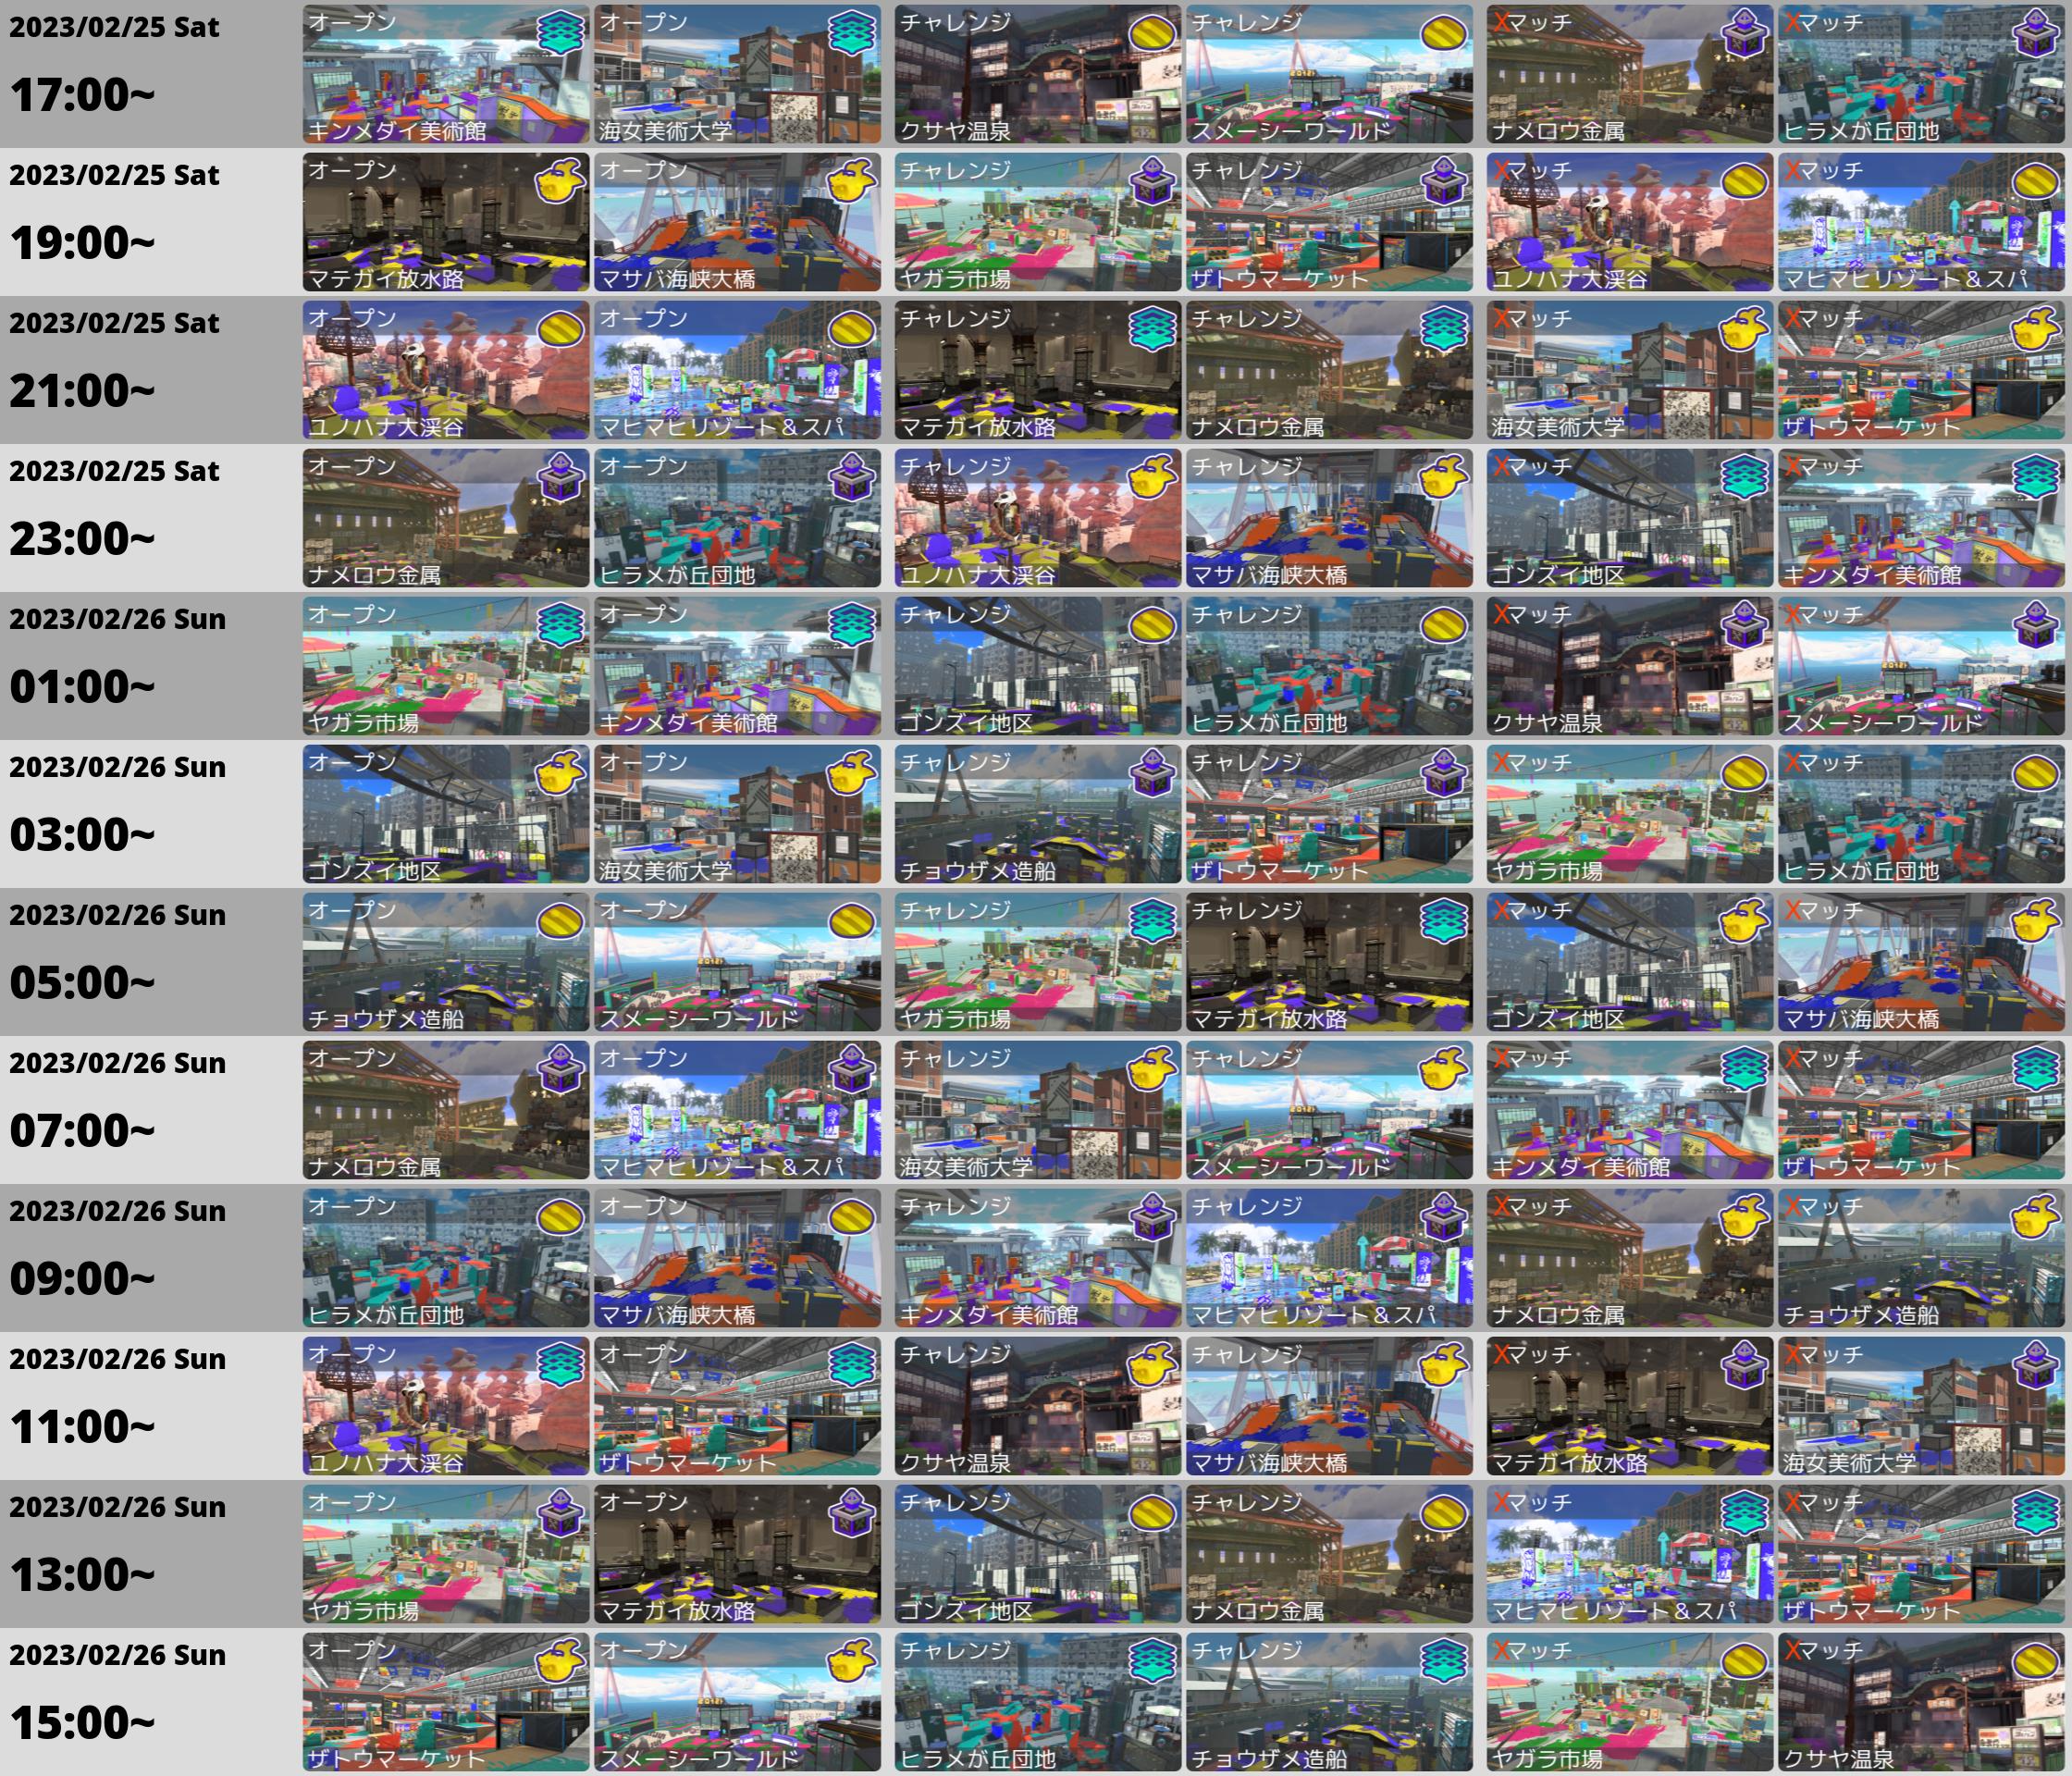 2023/02/25 Sat
17:00~
オープン オープン チャレンジ チャレンジ Xマッチ Xマッチ
キンメダイ美術館 海女美術大学 クサヤ温泉 スメーシーワールド ナメロウ金属 ヒラメが丘団地
2023/02/25 Sat
19:00~
オープン オープン チャレンジ チャレンジ Xマッチ Xマッチ
マテガイ放水路 マサバ海峡大橋 ヤガラ市場 ザトウマーケット ユノハナ大渓谷 マヒマヒリゾート&スパ
2023/02/25 Sat
21:00~
オープン オープン チャレンジ チャレンジ Xマッチ Xマッチ
ユノハナ大渓谷 マヒマヒリゾート&スパ マテガイ放水路 ナメロウ金属 海女美術大学 ザトウマーケット
2023/02/25 Sat
23:00~
オープン オープン チャレンジ チャレンジ Xマッチ Xマッチ
ナメロウ金属 ヒラメが丘団地 ユノハナ大渓谷 マサバ海峡大橋 ゴンズイ地区 キンメダイ美術館
2023/02/26 Sun
01:00~
オープン オープン チャレンジ チャレンジ Xマッチ Xマッチ
ヤガラ市場 キンメダイ美術館 ゴンズイ地区 ヒラメが丘団地 クサヤ温泉 スメーシーワールド
2023/02/26 Sun
03:00~
オープン オープン チャレンジ チャレンジ Xマッチ Xマッチ
ゴンズイ地区 海女美術大学 チョウザメ造船 ザトウマーケット ヤガラ市場 ヒラメが丘団地
2023/02/26 Sun
05:00~
オープン オープン チャレンジ チャレンジ Xマッチ Xマッチ
チョウザメ造船 スメーシーワールド ヤガラ市場 マテガイ放水路 ゴンズイ地区 マサバ海峡大橋
2023/02/26 Sun
07:00~
オープン オープン チャレンジ チャレンジ Xマッチ Xマッチ
ナメロウ金属 マヒマヒリゾート&スパ 海女美術大学 スメーシーワールド キンメダイ美術館 ザトウマーケット
2023/02/26 Sun
09:00~
オープン オープン チャレンジ チャレンジ Xマッチ Xマッチ
ヒラメが丘団地 マサバ海峡大橋 キンメダイ美術館 マヒマヒリゾート&スパ ナメロウ金属 チョウザメ造船
2023/02/26 Sun
11:00~
オープン オープン チャレンジ チャレンジ Xマッチ Xマッチ
ユノハナ大渓谷 ザトウマーケット クサヤ温泉 マサバ海峡大橋 マテガイ放水路 海女美術大学
2023/02/26 Sun
13:00~
オープン オープン チャレンジ チャレンジ Xマッチ Xマッチ
ヤガラ市場 マテガイ放水路 ゴンズイ地区 ナメロウ金属 マヒマヒリゾート&スパ ザトウマーケット
2023/02/26 Sun
15:00~
オープン オープン チャレンジ チャレンジ Xマッチ Xマッチ
ザトウマーケット スメーシーワールド ヒラメが丘団地 チョウザメ造船 ヤガラ市場 クサヤ温泉